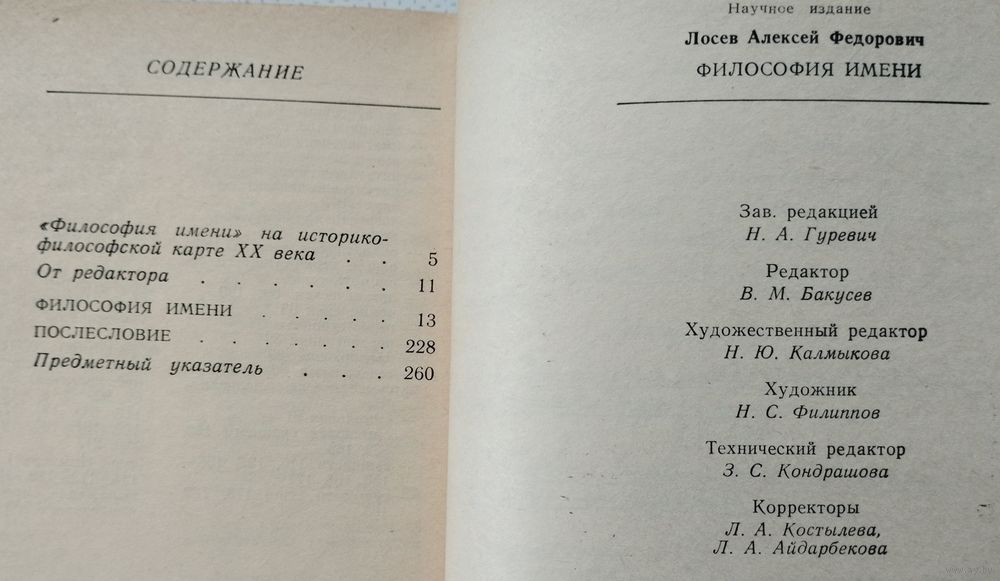 СОДЕРЖАНИЕ
«Философия имени» на историко-
философской карте XX века . . 5
От редактора . . . . . . 11
ФИЛОСОФИЯ ИМЕНИ . . . . . 13
ПОСЛЕСЛОВИЕ . . . . . . . 228
Предметный указатель . . . 260
Научное издание
Лосев Алексей Федорович
ФИЛОСОФИЯ ИМЕНИ
Зав. редакцией
Н. А. Гуревич
Редактор
В. М. Бакусев
Художественный редактор
Н. Ю. Калмыкова
Художник
Н. С. Филиппов
Технический редактор
З. С. Кондрашова
Корректоры
Л. А. Костылева,
Л. А. Айдарбекова